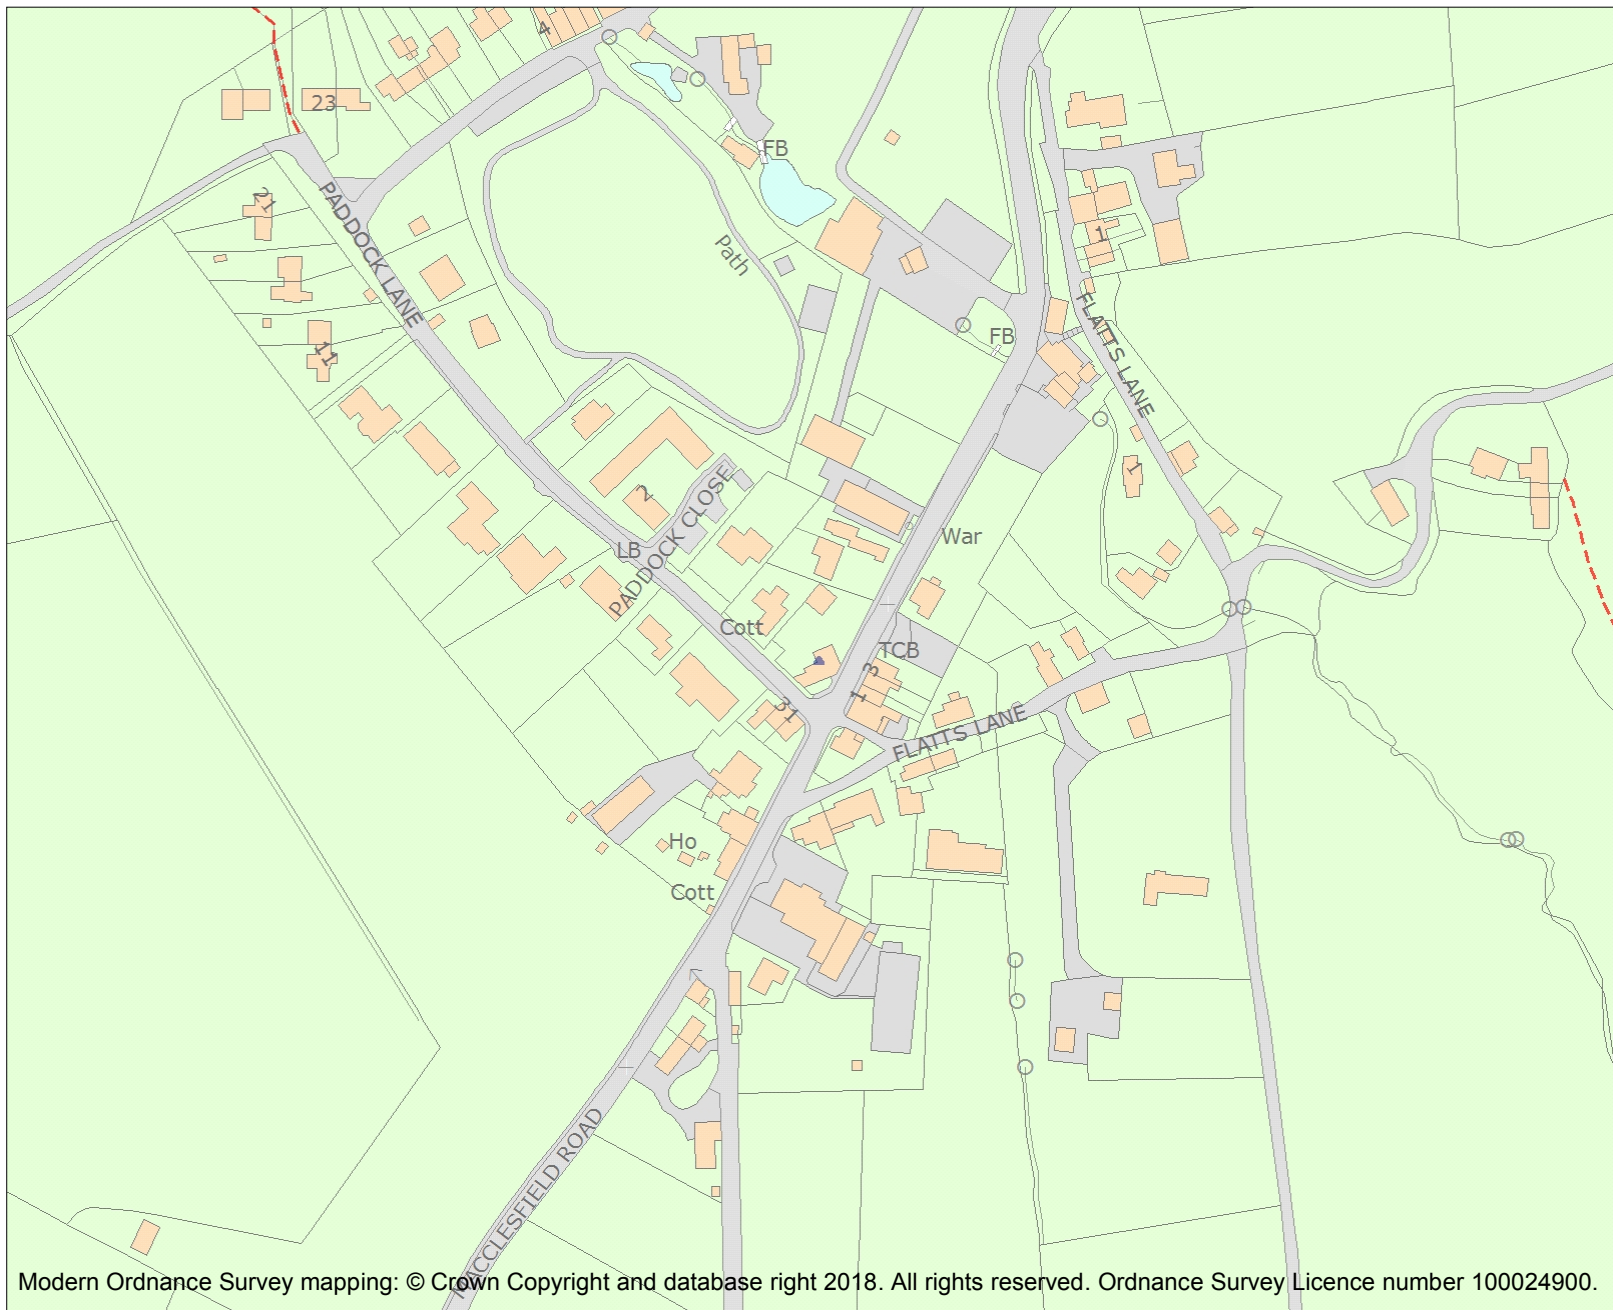 4
23
FB
21
PADDOCK LANE
1
Path
FB
FLATTS LANE
11
1
2
PADDOCK CLOSE
War
LB
Cott
TCB
3
1
31
FLATTS LANE
Ho
Cott
MACCLESFIELD ROAD
Modern Ordnance Survey mapping: © Crown Copyright and database right 2018. All rights reserved. Ordnance Survey Licence number 100024900.